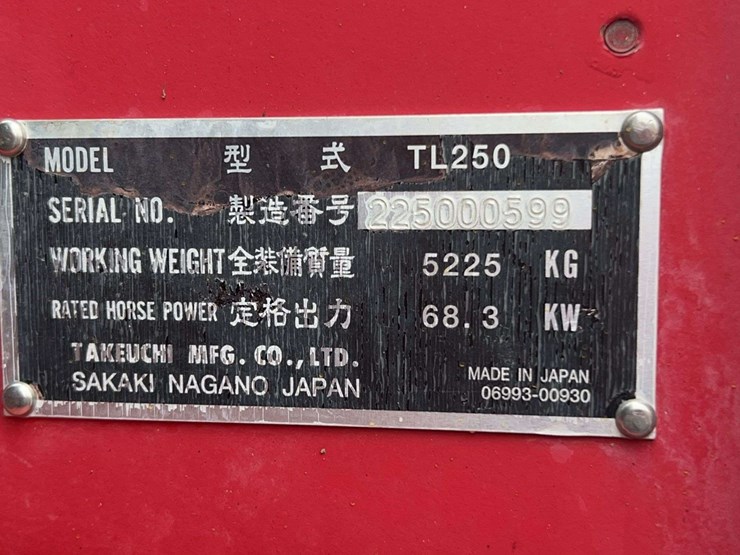 MODEL 型式 TL250
SERIAL NO. 製造番号 225000599
WORKING WEIGHT 全装備質量 5225 KG
RATED HORSE POWER 定格出力 68.3 KW
TAKEUCHI MFG. CO., LTD.
SAKAKI NAGANO JAPAN
MADE IN JAPAN
06993-00930